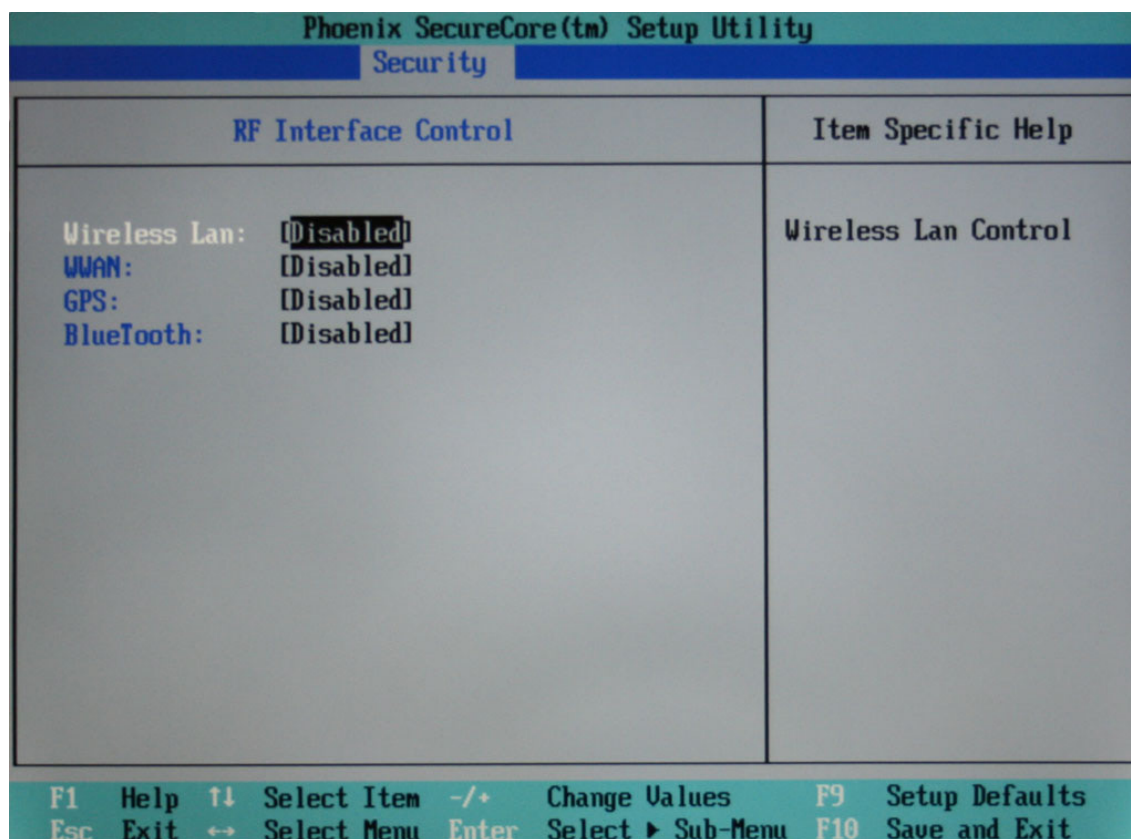 Phoenix SecureCore(tm) Setup Utility
Security
RF Interface Control
Item Specific Help
Wireless Lan: [Disabled]
Wireless Lan Control
WWAN: [Disabled]
GPS: [Disabled]
BlueTooth: [Disabled]
F1 Help ↑↓ Select Item -/+ Change Values F9 Setup Defaults
Esc Exit ↔ Select Menu Enter Select ▶ Sub-Menu F10 Save and Exit